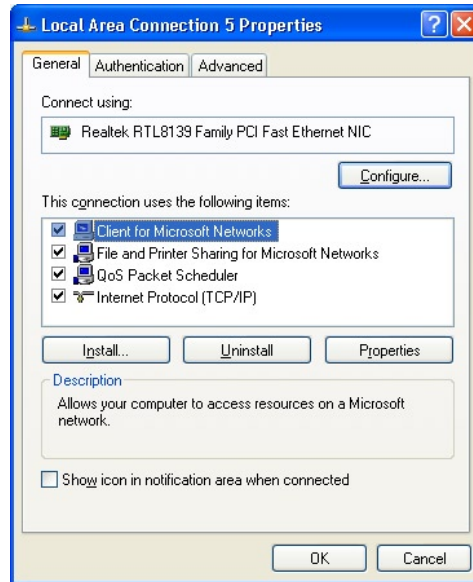 Local Area Connection 5 Properties
General Authentication Advanced
Connect using:
Realtek RTL8139 Family PCI Fast Ethernet NIC
Configure...
This connection uses the following items:
Client for Microsoft Networks
File and Printer Sharing for Microsoft Networks
QoS Packet Scheduler
Internet Protocol (TCP/IP)
Install... Uninstall Properties
Description
Allows your computer to access resources on a Microsoft
network.
Show icon in notification area when connected
OK Cancel